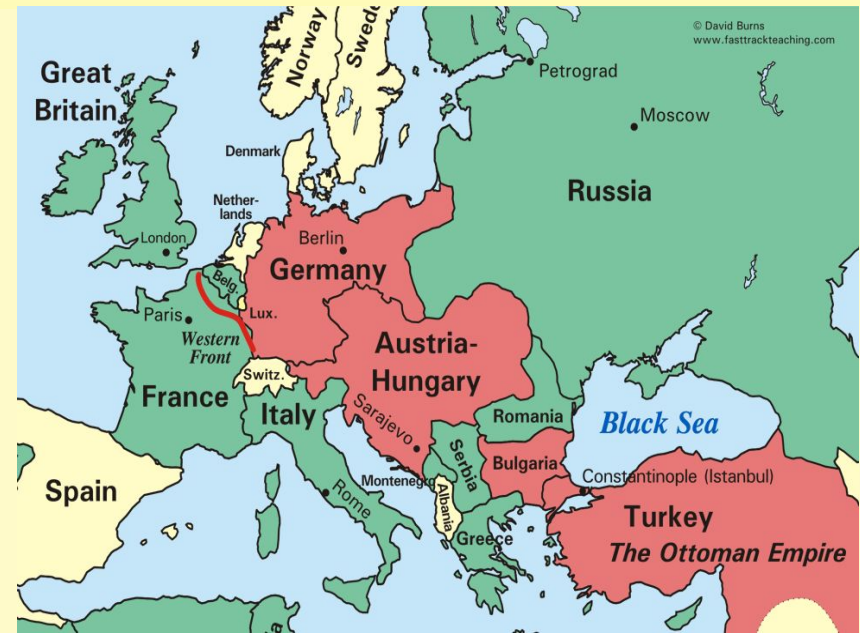 © David Burns
www.fasttrackteaching.com
Norway
Swede
Great
Britain
Petrograd
Moscow
Denmark
Russia
Nether-
lands
London
Berlin
Germany
Belg.
Lux.
Paris
Western
Front
Austria-
Hungary
Switz.
France
Italy
Sarajevo
Romania
Black Sea
Serbia
Bulgaria
Montenegro
Constantinople (Istanbul)
Spain
Rome
Albania
Turkey
Greece
The Ottoman Empire
a